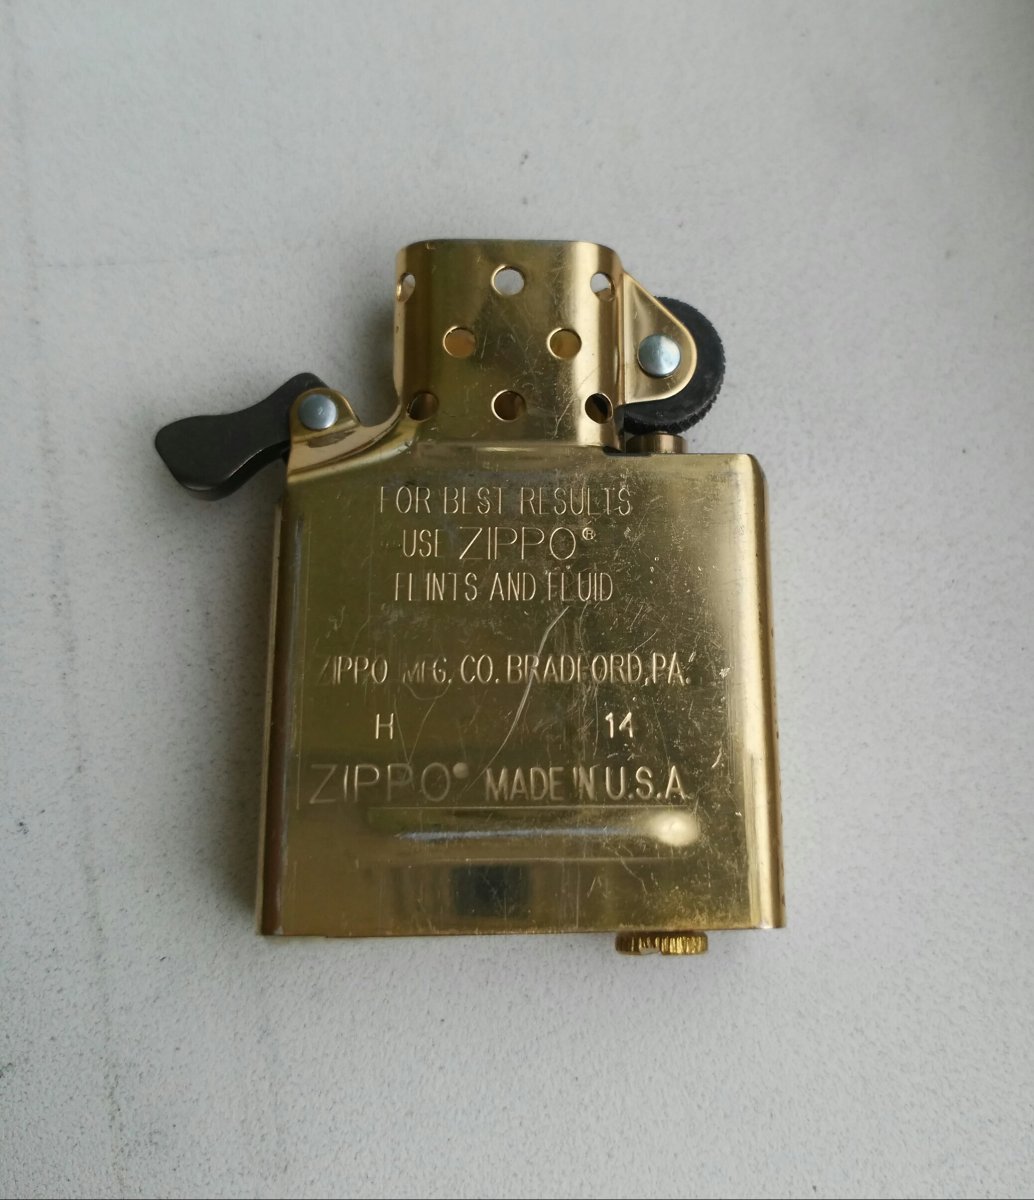 FOR BEST RESULTS
USE ZIPPO®
FLINTS AND FLUID
ZIPPO MFG. CO. BRADFORD, PA.
H 14
ZIPPO® MADE IN U.S.A